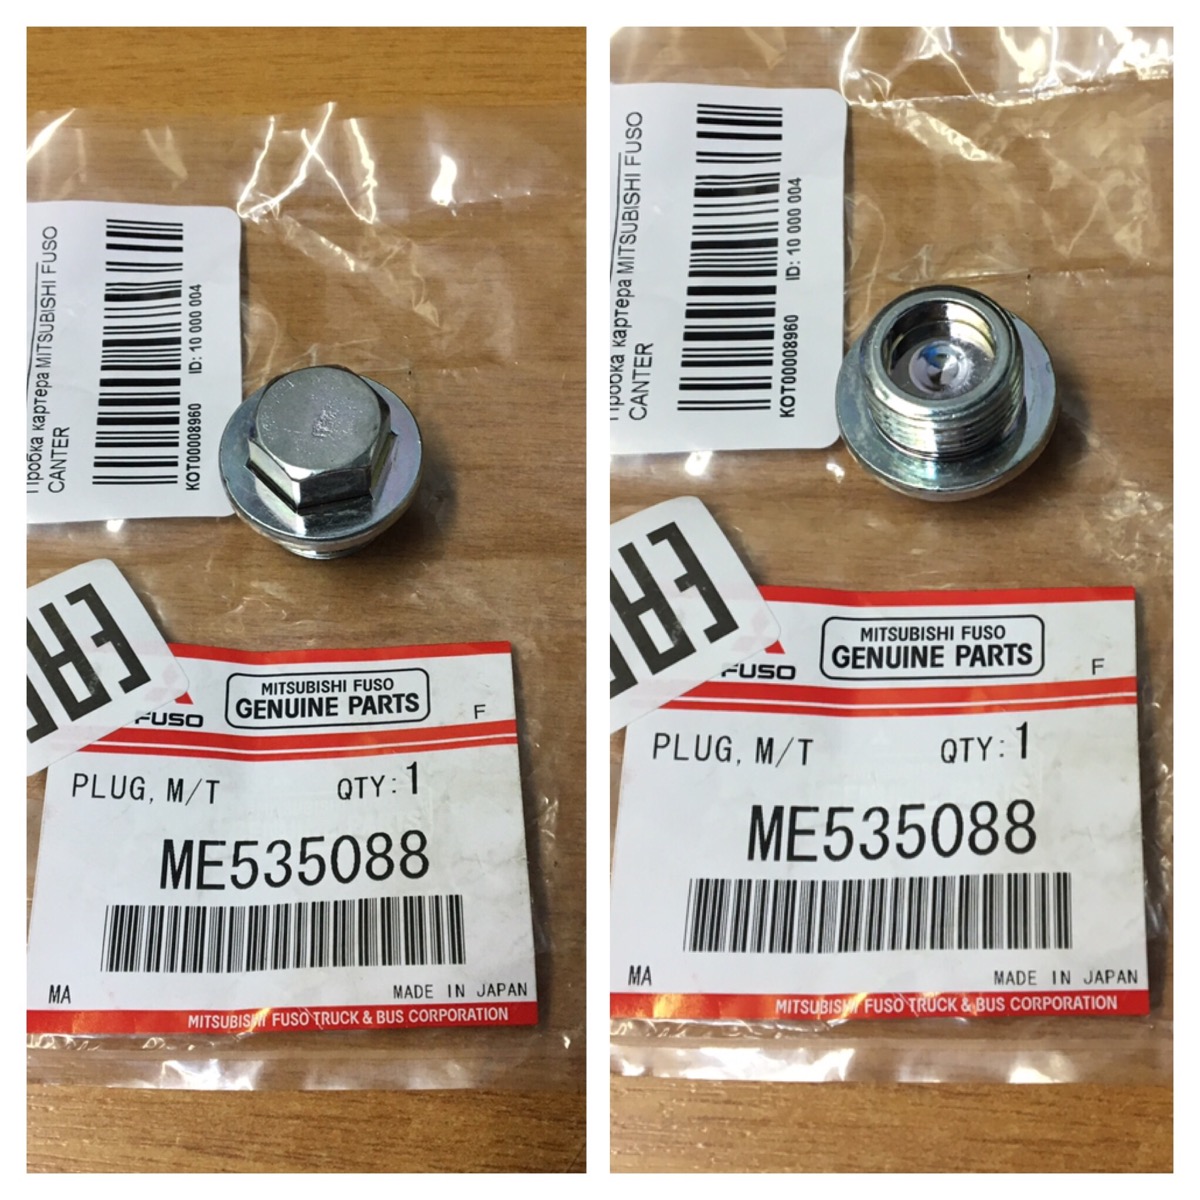 Пробка картера MITSUBISHI FUSO
CANTER
КОТ00008960 ID: 10 000 004
FUSO
MITSUBISHI FUSO
GENUINE PARTS
F
PLUG, M/T QTY: 1
ME535088
MA MADE IN JAPAN
MITSUBISHI FUSO TRUCK & BUS CORPORATION
Пробка картера MITSUBISHI FUSO
CANTER
КОТ00008960 ID: 10 000 004
FUSO
MITSUBISHI FUSO
GENUINE PARTS
F
PLUG, M/T QTY: 1
ME535088
MA MADE IN JAPAN
MITSUBISHI FUSO TRUCK & BUS CORPORATION